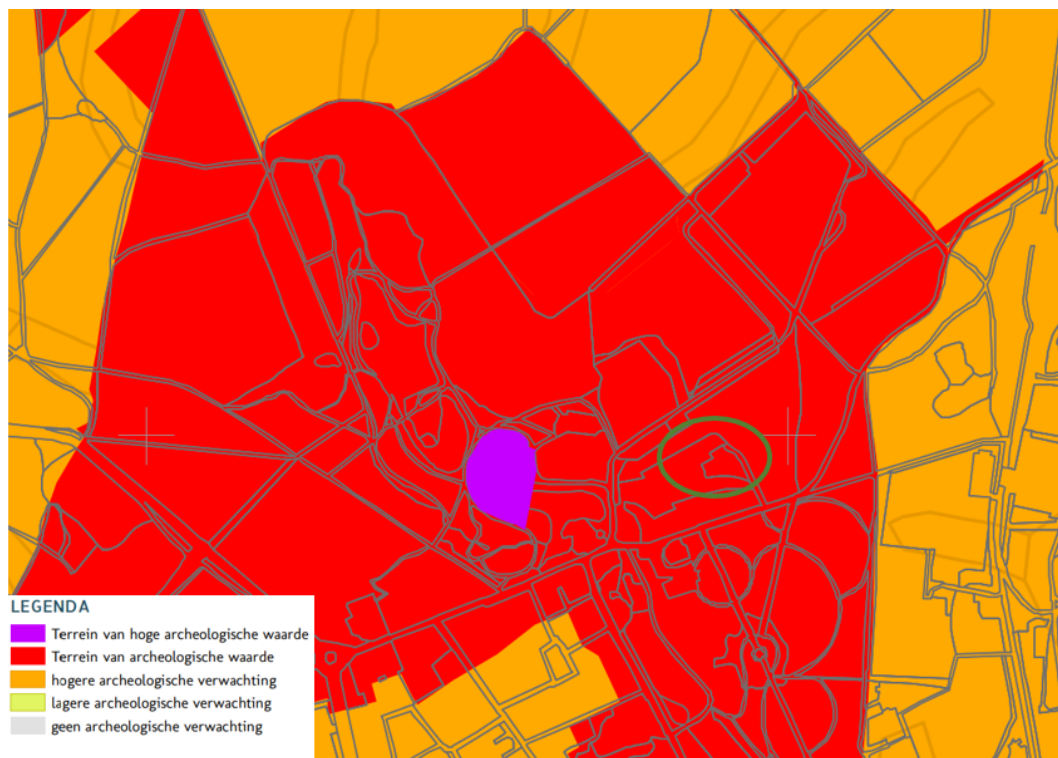 LEGENDA
Terrein van hoge archeologische waarde
Terrein van archeologische waarde
hogere archeologische verwachting
lagere archeologische verwachting
geen archeologische verwachting